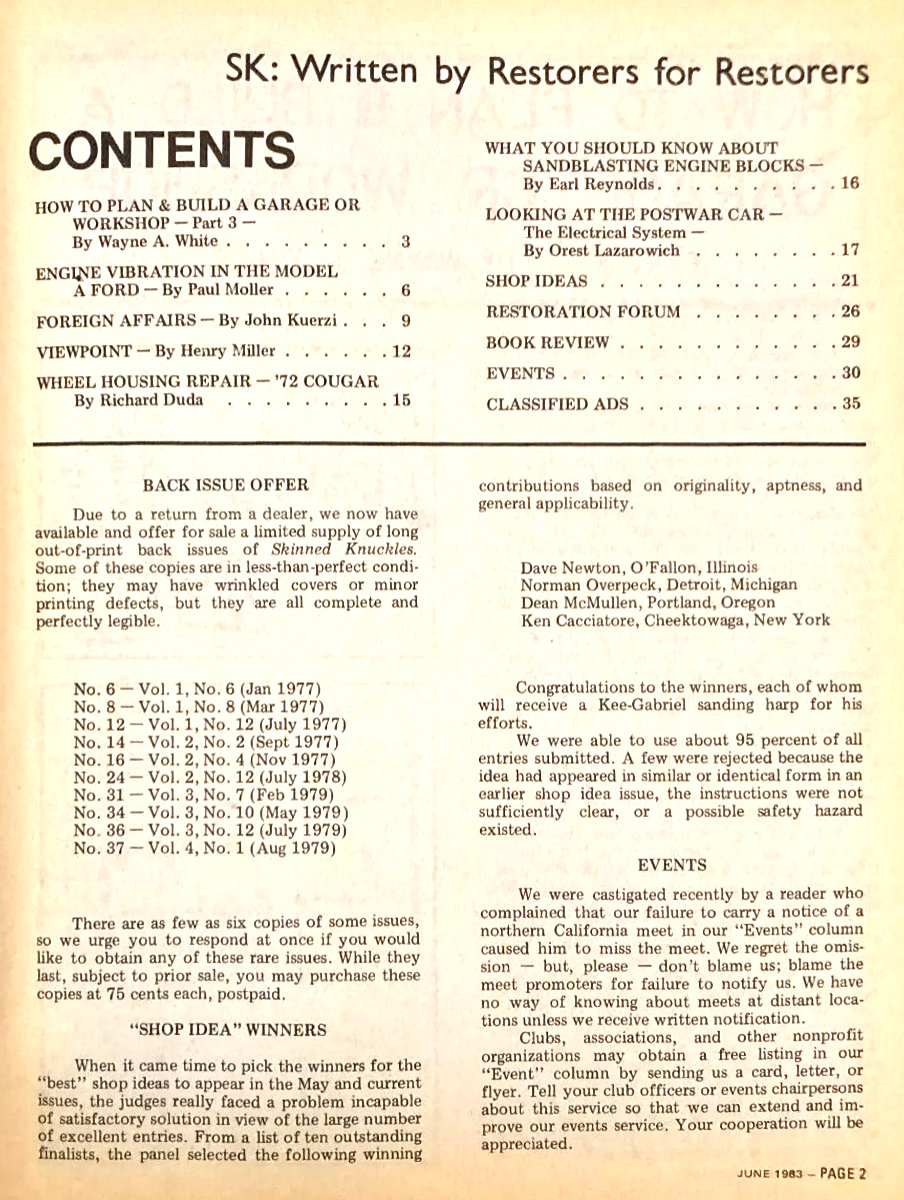 SK: Written by Restorers for Restorers
CONTENTS
HOW TO PLAN & BUILD A GARAGE OR
WORKSHOP — Part 3 —
By Wayne A. White . . . . . . . . . 3
ENGINE VIBRATION IN THE MODEL
A FORD — By Paul Moller . . . . . . 6
FOREIGN AFFAIRS — By John Kuerzi . . . 9
VIEWPOINT — By Henry Miller . . . . . . 12
WHEEL HOUSING REPAIR — '72 COUGAR
By Richard Duda . . . . . . . . . 15
WHAT YOU SHOULD KNOW ABOUT
SANDBLASTING ENGINE BLOCKS —
By Earl Reynolds. . . . . . . . . . 16
LOOKING AT THE POSTWAR CAR —
The Electrical System —
By Orest Lazarowich . . . . . . . . 17
SHOP IDEAS . . . . . . . . . . . . . 21
RESTORATION FORUM . . . . . . . . 26
BOOK REVIEW . . . . . . . . . . . . 29
EVENTS . . . . . . . . . . . . . . . 30
CLASSIFIED ADS . . . . . . . . . . . 35
BACK ISSUE OFFER
Due to a return from a dealer, we now have
available and offer for sale a limited supply of long
out-of-print back issues of Skinned Knuckles.
Some of these copies are in less-than-perfect condi-
tion; they may have wrinkled covers or minor
printing defects, but they are all complete and
perfectly legible.
No. 6 — Vol. 1, No. 6 (Jan 1977)
No. 8 — Vol. 1, No. 8 (Mar 1977)
No. 12 — Vol. 1, No. 12 (July 1977)
No. 14 — Vol. 2, No. 2 (Sept 1977)
No. 16 — Vol. 2, No. 4 (Nov 1977)
No. 24 — Vol. 2, No. 12 (July 1978)
No. 31 — Vol. 3, No. 7 (Feb 1979)
No. 34 — Vol. 3, No. 10 (May 1979)
No. 36 — Vol. 3, No. 12 (July 1979)
No. 37 — Vol. 4, No. 1 (Aug 1979)
There are as few as six copies of some issues,
so we urge you to respond at once if you would
like to obtain any of these rare issues. While they
last, subject to prior sale, you may purchase these
copies at 75 cents each, postpaid.
“SHOP IDEA” WINNERS
When it came time to pick the winners for the
“best” shop ideas to appear in the May and current
issues, the judges really faced a problem incapable
of satisfactory solution in view of the large number
of excellent entries. From a list of ten outstanding
finalists, the panel selected the following winning
contributions based on originality, aptness, and
general applicability.
Dave Newton, O'Fallon, Illinois
Norman Overpeck, Detroit, Michigan
Dean McMullen, Portland, Oregon
Ken Cacciatore, Cheektowaga, New York
Congratulations to the winners, each of whom
will receive a Kee-Gabriel sanding harp for his
efforts.
We were able to use about 95 percent of all
entries submitted. A few were rejected because the
idea had appeared in similar or identical form in an
earlier shop idea issue, the instructions were not
sufficiently clear, or a possible safety hazard
existed.
EVENTS
We were castigated recently by a reader who
complained that our failure to carry a notice of a
northern California meet in our “Events” column
caused him to miss the meet. We regret the omis-
sion — but, please — don't blame us; blame the
meet promoters for failure to notify us. We have
no way of knowing about meets at distant loca-
tions unless we receive written notification.
Clubs, associations, and other nonprofit
organizations may obtain a free listing in our
“Event” column by sending us a card, letter, or
flyer. Tell your club officers or events chairpersons
about this service so that we can extend and im-
prove our events service. Your cooperation will be
appreciated.
JUNE 1983 — PAGE 2